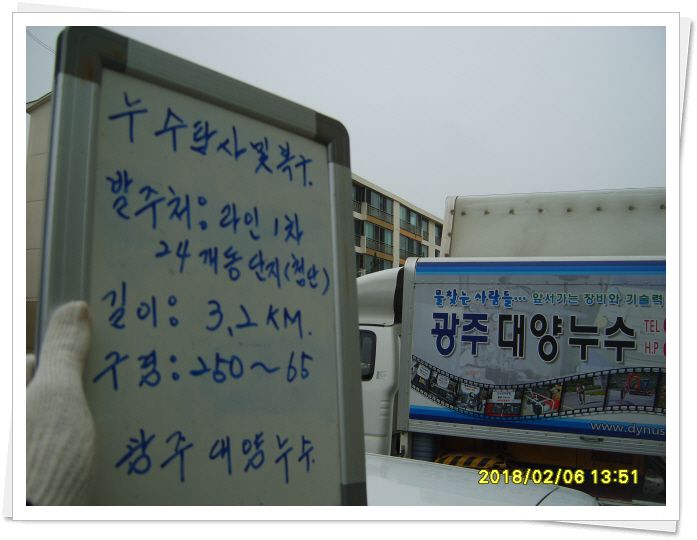 누수탐사및복구.
발주처: 라인 1차
24개동단지(첨단)
길이: 3.2KM.
구경: 250~65
광주 대양누수
물찾는 사람들… 앞서가는 장비와 기술력
광주 대양누수
TEL
H.P
www.dynus
2018/02/06 13:51